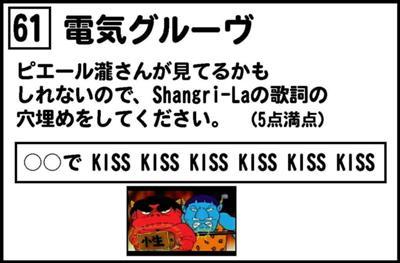 61 電気グルーヴ
ピエール瀧さんが見てるかも
しれないので、Shangri-Laの歌詞の
穴埋めをしてください。 (5点満点)
○○で KISS KISS KISS KISS KISS KISS
小生